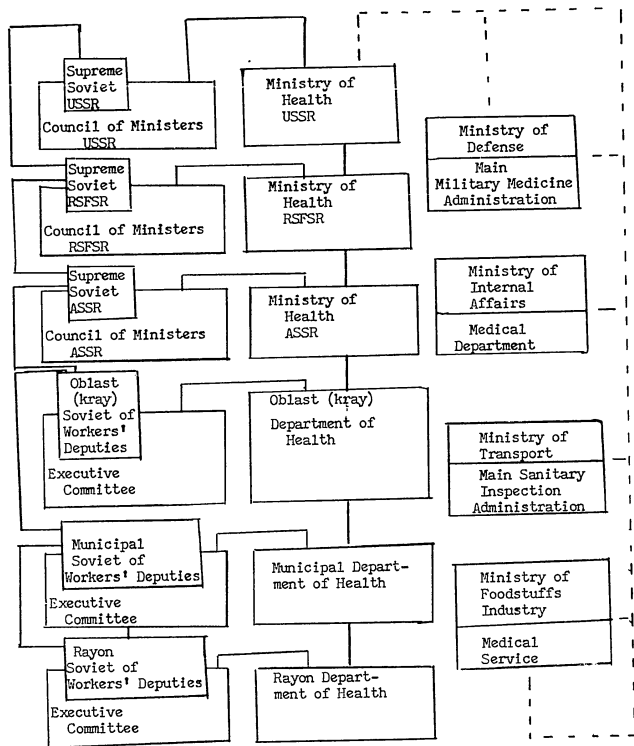 Supreme
Soviet
USSR
Council of Ministers
USSR
Ministry of
Health
USSR
Ministry of
Defense
Main
Military Medicine
Administration
Supreme
Soviet
RSFSR
Council of Ministers
RSFSR
Ministry of
Health
RSFSR
Supreme
Soviet
ASSR
Council of Ministers
ASSR
Ministry of
Health
ASSR
Ministry of
Internal
Affairs
Medical
Department
Oblast
(kray)
Soviet of
Workers'
Deputies
Executive
Committee
Oblast (kray)
Department of
Health
Ministry of
Transport
Main Sanitary
Inspection
Administration
Municipal
Soviet of
Workers' Deputies
Executive
Committee
Municipal Depart-
ment of Health
Ministry of
Foodstuffs
Industry
Medical
Service
Rayon
Soviet of
Workers' Deputies
Executive
Committee
Rayon Depart-
ment of Health